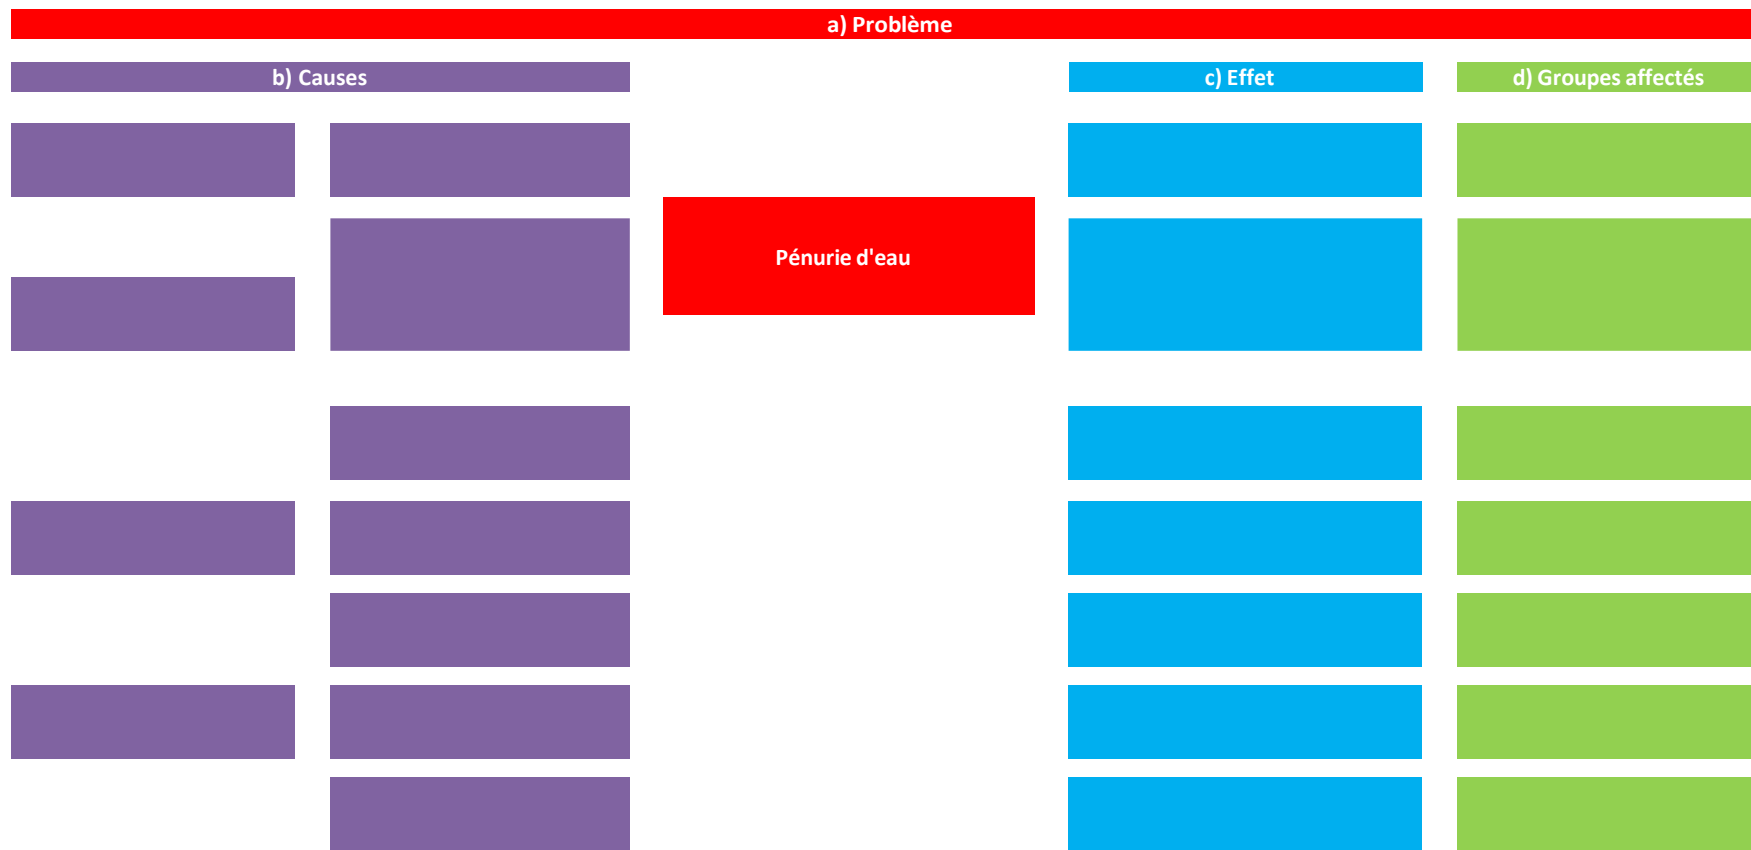 a) Problème
b) Causes
c) Effet
d) Groupes affectés
Pénurie d'eau